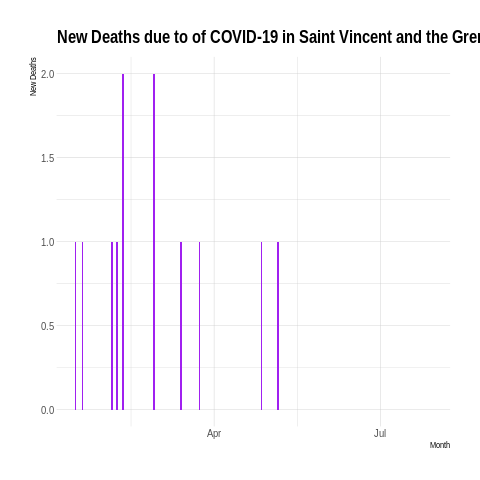 New Deaths due to of COVID-19 in Saint Vincent and the Gren
New Deaths
2.0
1.5
1.0
0.5
0.0
Apr
Jul
Month